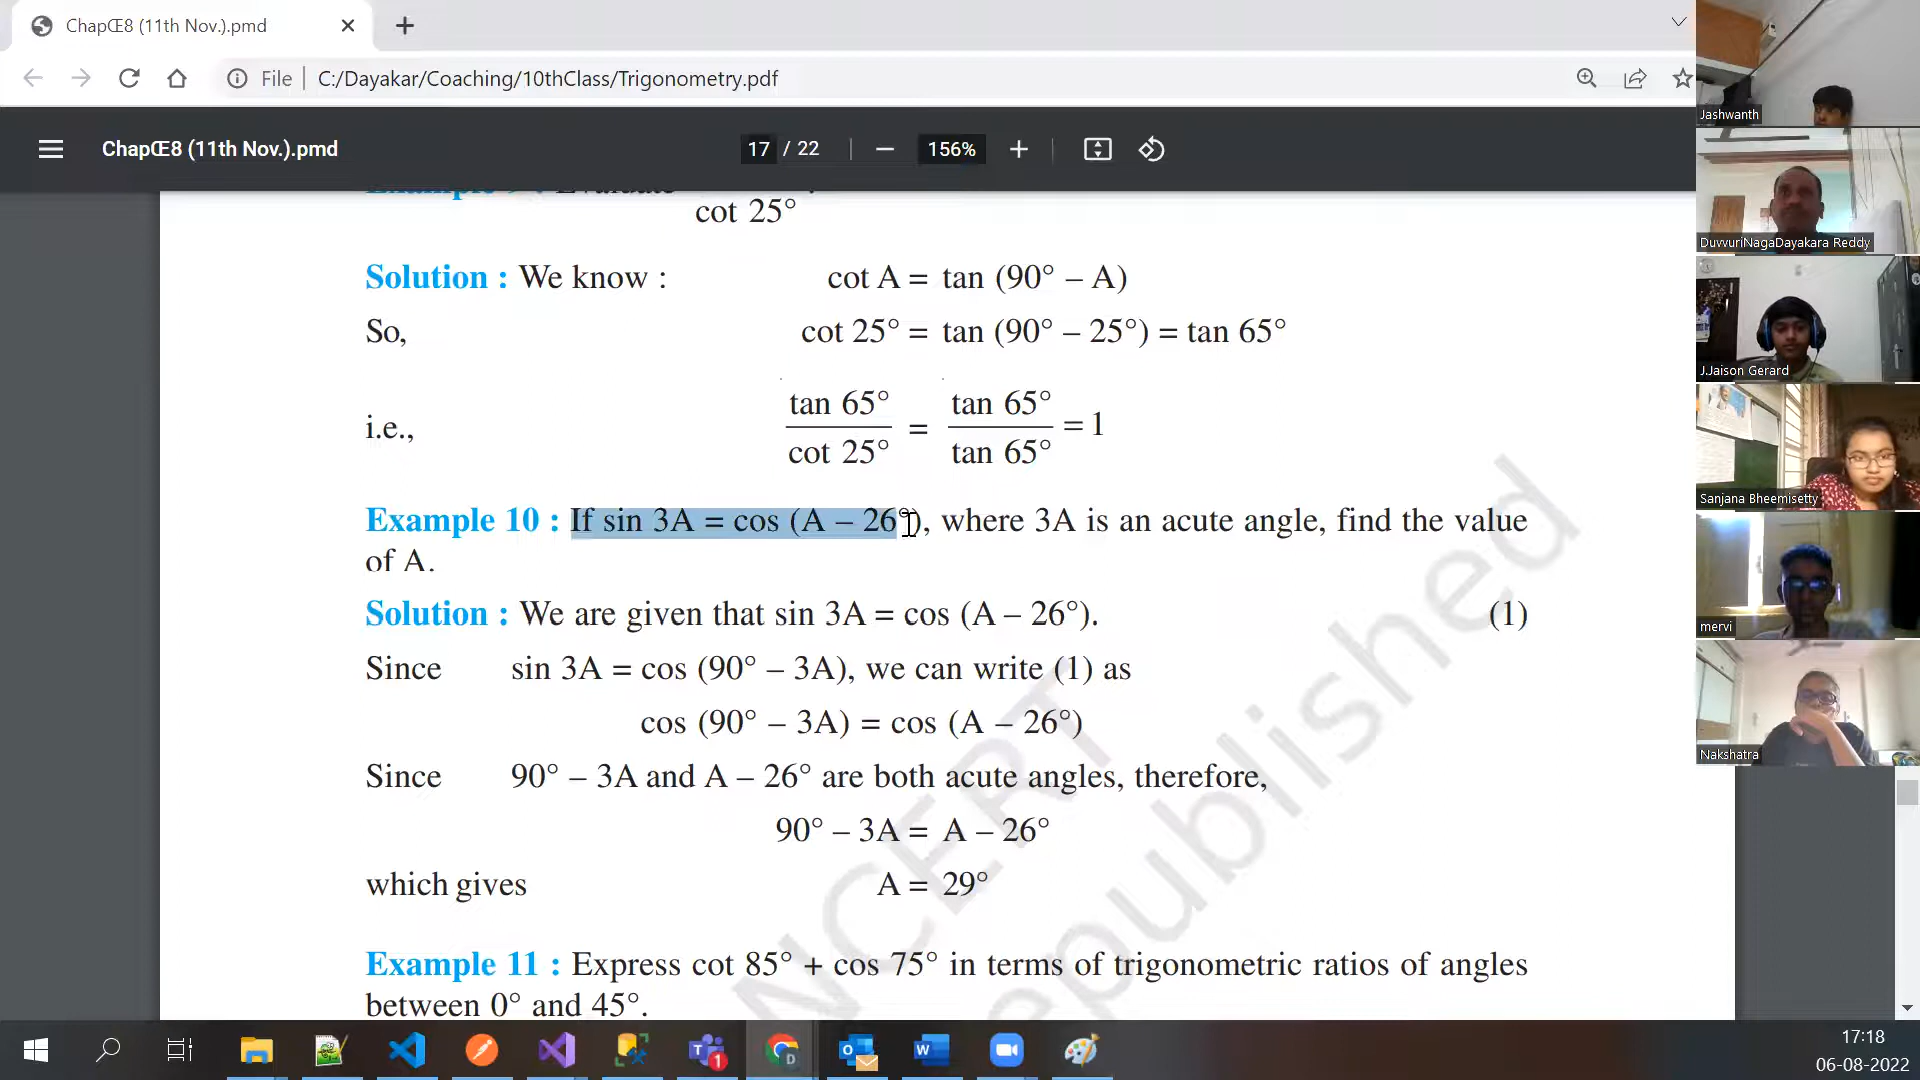 ChapŒ8 (11th Nov.).pmd
File C:/Dayakar/Coaching/10thClass/Trigonometry.pdf
ChapŒ8 (11th Nov.).pmd 17 / 22 156%
cot 25°
Solution : We know : cot A = tan (90° – A)
So, cot 25° = tan (90° – 25°) = tan 65°
i.e., tan 65° / cot 25° = tan 65° / tan 65° = 1
Example 10 : If sin 3A = cos (A – 26°), where 3A is an acute angle, find the value
of A.
Solution : We are given that sin 3A = cos (A – 26°). (1)
Since sin 3A = cos (90° – 3A), we can write (1) as
cos (90° – 3A) = cos (A – 26°)
Since 90° – 3A and A – 26° are both acute angles, therefore,
90° – 3A = A – 26°
which gives A = 29°
Example 11 : Express cot 85° + cos 75° in terms of trigonometric ratios of angles
between 0° and 45°.
NCERT
republished
Jashwanth
DuvvuriNagaDayakara Reddy
J.Jaison Gerard
Sanjana Bheemisetty
mervi
Nakshatra
17:18
06-08-2022